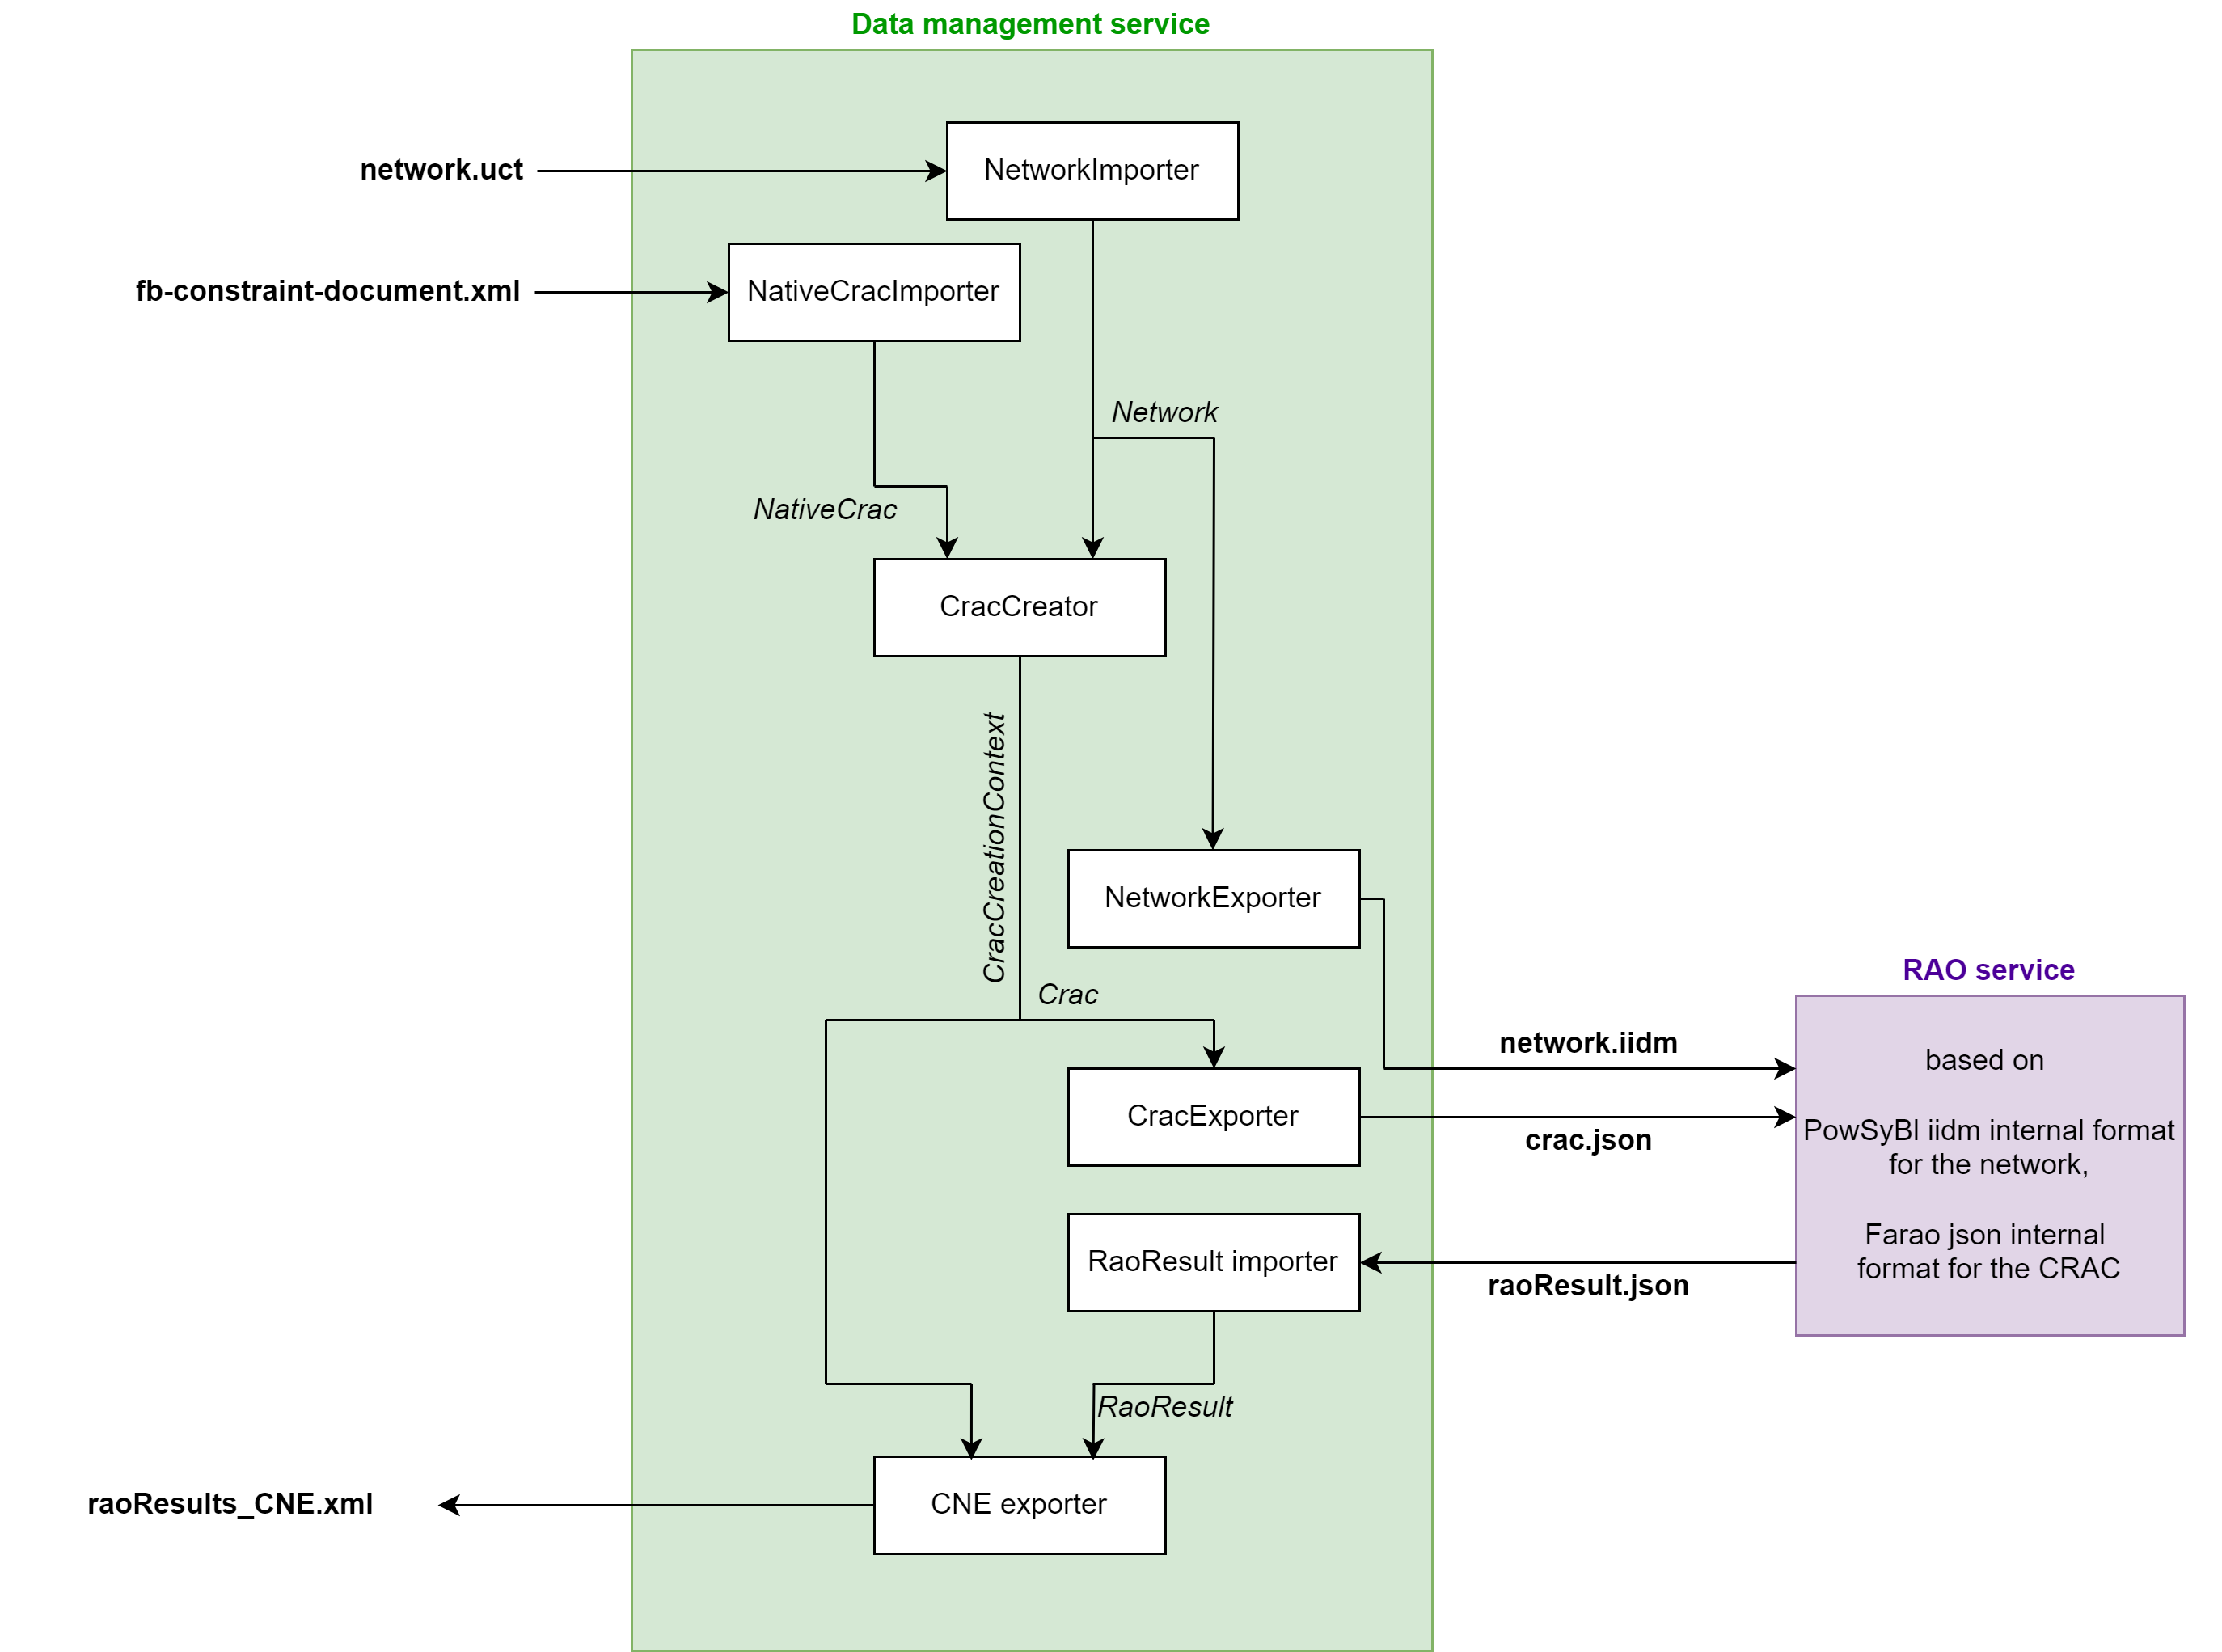 Data management service
network.uct
NetworkImporter
fb-constraint-document.xml
NativeCracImporter
Network
NativeCrac
CracCreator
CracCreationContext
NetworkExporter
Crac
RAO service
network.iidm
based on
CracExporter
crac.json
PowSyBl iidm internal format
for the network,
Farao json internal
format for the CRAC
RaoResult importer
raoResult.json
RaoResult
raoResults_CNE.xml
CNE exporter